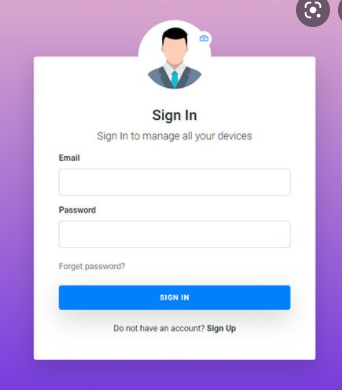 Sign In
Sign In to manage all your devices
Email
Password
Forget password?
SIGN IN
Do not have an account? Sign Up